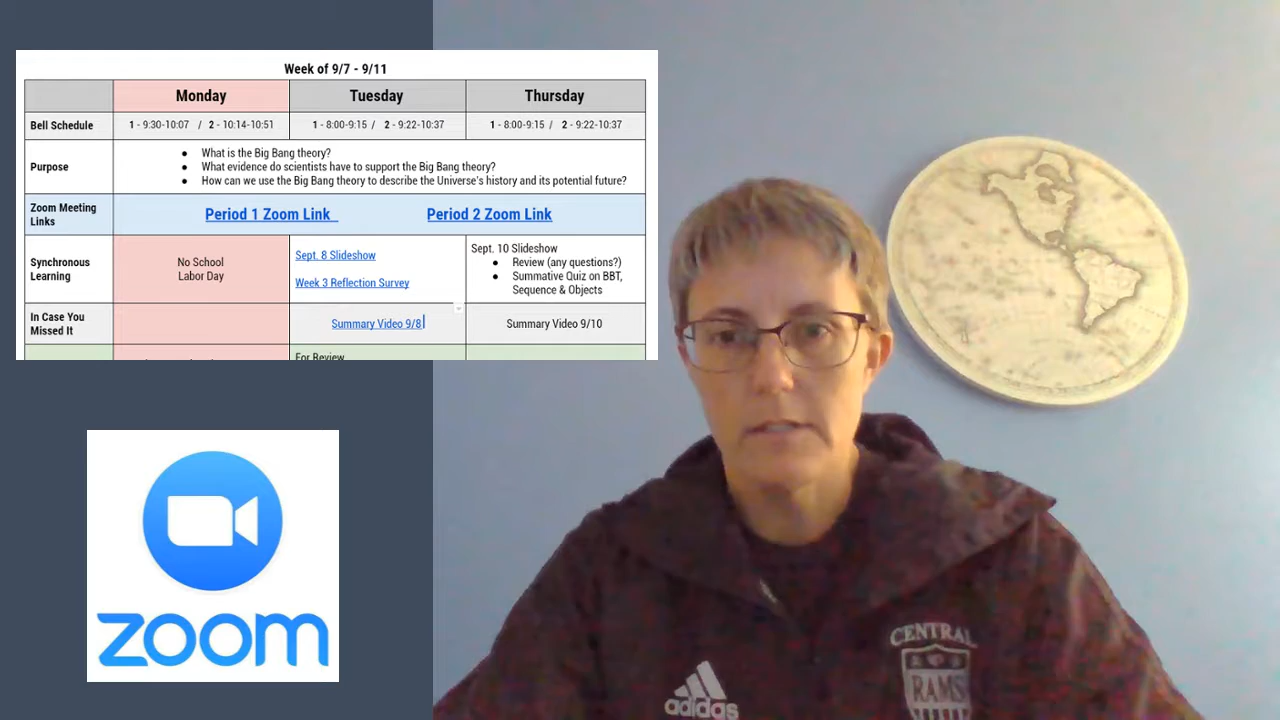 Week of 9/7 - 9/11
Monday Tuesday Thursday
Bell Schedule 1 - 9:30-10:07 / 2 - 10:14-10:51 1 - 8:00-9:15 / 2 - 9:22-10:37 1 - 8:00-9:15 / 2 - 9:22-10:37
Purpose
● What is the Big Bang theory?
● What evidence do scientists have to support the Big Bang theory?
● How can we use the Big Bang theory to describe the Universe's history and its potential future?
Zoom Meeting
Links
Period 1 Zoom Link Period 2 Zoom Link
Synchronous
Learning
No School
Labor Day
Sept. 8 Slideshow
Week 3 Reflection Survey
Sept. 10 Slideshow
● Review (any questions?)
● Summative Quiz on BBT,
Sequence & Objects
In Case You
Missed It
Summary Video 9/8
Summary Video 9/10
For Review
zoom
adidas
CENTRAL
RAMS